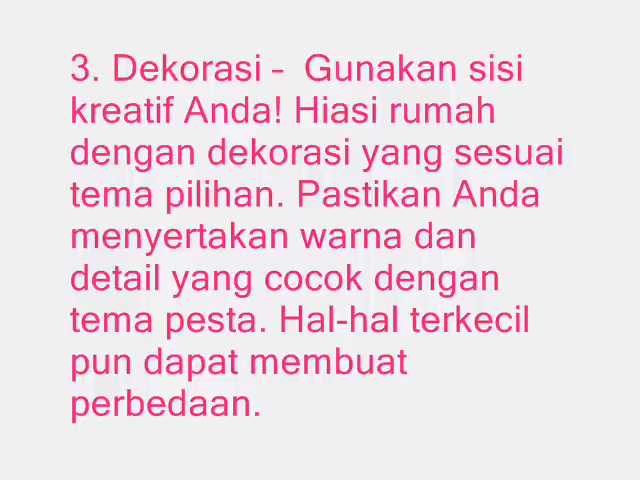 3. Dekorasi – Gunakan sisi
kreatif Anda! Hiasi rumah
dengan dekorasi yang sesuai
tema pilihan. Pastikan Anda
menyertakan warna dan
detail yang cocok dengan
tema pesta. Hal-hal terkecil
pun dapat membuat
perbedaan.